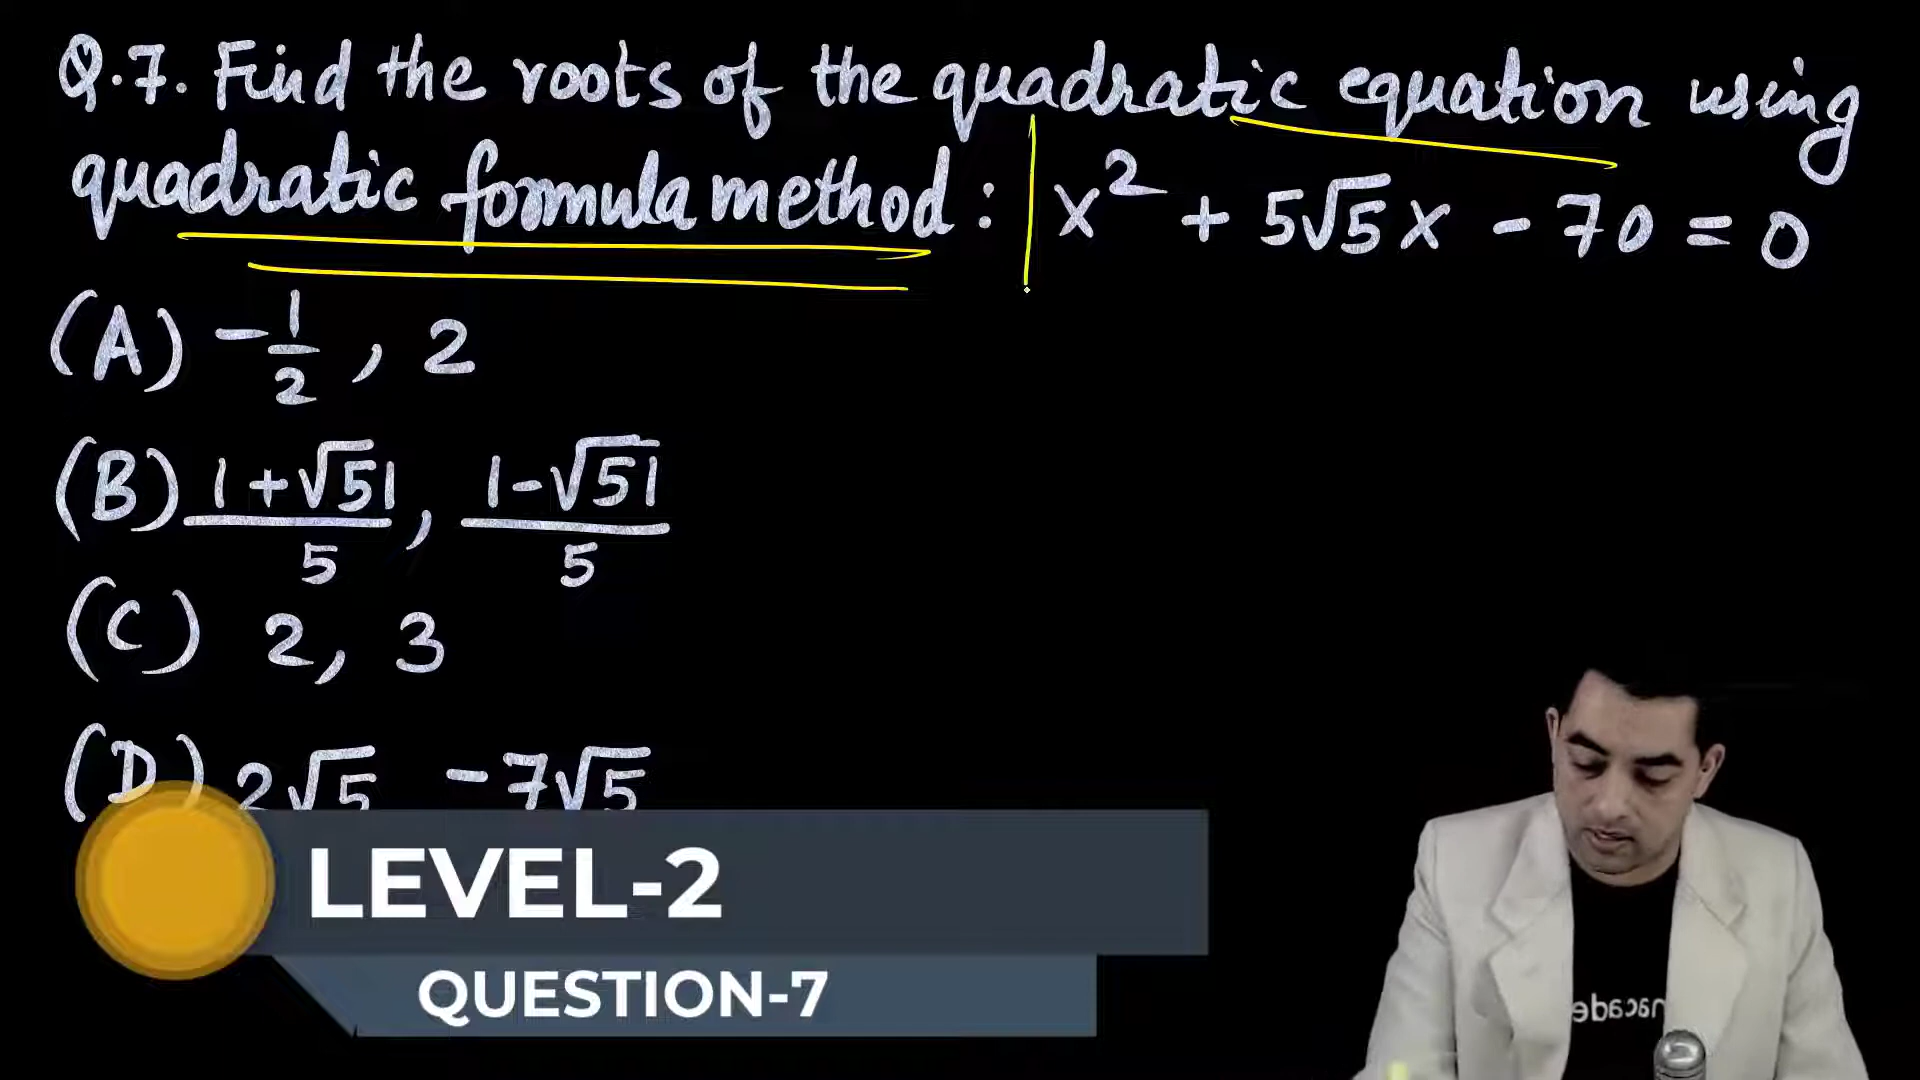 Q.7. Find the roots of the quadratic equation using
quadratic formula method : x² + 5√5x - 70 = 0
(A) -1/2 , 2
(B) 1+√51/5 , 1-√51/5
(C) 2, 3
(D) 2√5 -7√5
LEVEL-2
QUESTION-7